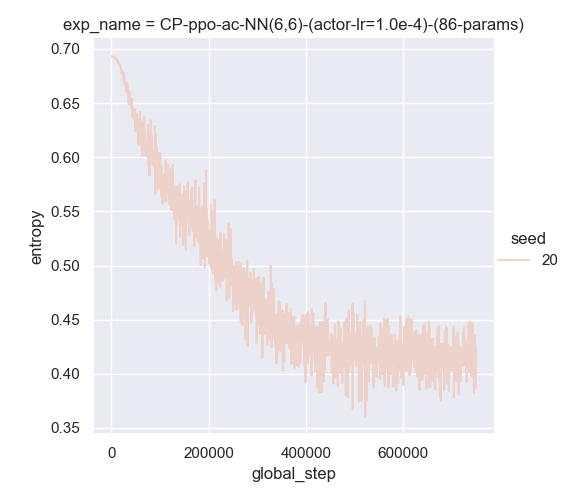 exp_name = CP-ppo-ac-NN(6,6)-(actor-lr=1.0e-4)-(86-params)
0.70
0.65
0.60
0.55
0.50
0.45
0.40
0.35
entropy
seed
20
0 200000 400000 600000
global_step